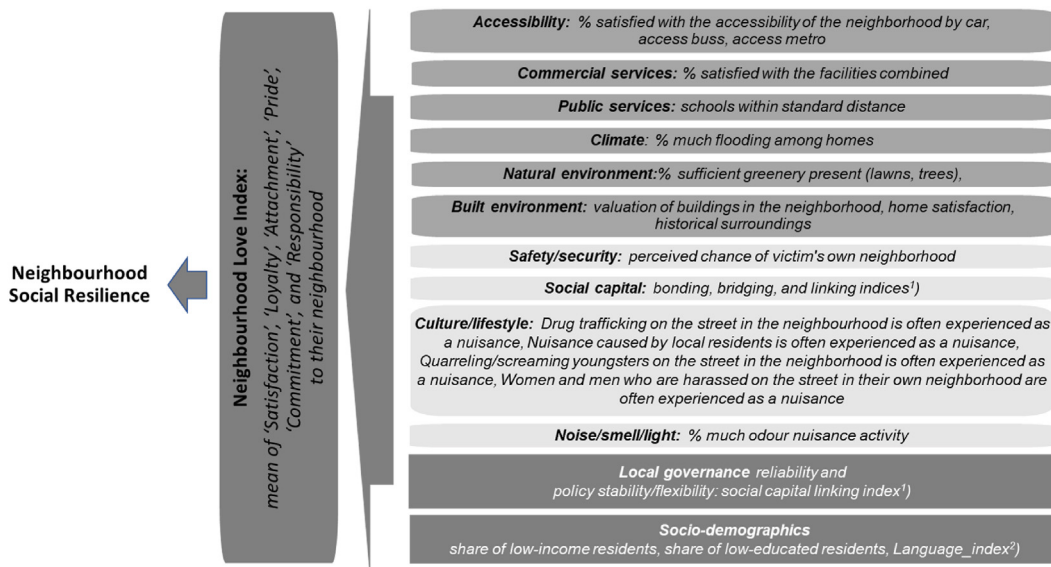 Neighbourhood
Social Resilience
Neighbourhood Love Index:
mean of 'Satisfaction', 'Loyalty', 'Attachment', 'Pride',
'Commitment', and 'Responsibility'
to their neighbourhood
Accessibility: % satisfied with the accessibility of the neighborhood by car,
access buss, access metro
Commercial services: % satisfied with the facilities combined
Public services: schools within standard distance
Climate: % much flooding among homes
Natural environment:% sufficient greenery present (lawns, trees),
Built environment: valuation of buildings in the neighborhood, home satisfaction,
historical surroundings
Safety/security: perceived chance of victim's own neighborhood
Social capital: bonding, bridging, and linking indices¹)
Culture/lifestyle: Drug trafficking on the street in the neighbourhood is often experienced as
a nuisance, Nuisance caused by local residents is often experienced as a nuisance,
Quarreling/screaming youngsters on the street in the neighborhood is often experienced as
a nuisance, Women and men who are harassed on the street in their own neighborhood are
often experienced as a nuisance
Noise/smell/light: % much odour nuisance activity
Local governance reliability and
policy stability/flexibility: social capital linking index¹)
Socio-demographics
share of low-income residents, share of low-educated residents, Language_index²)